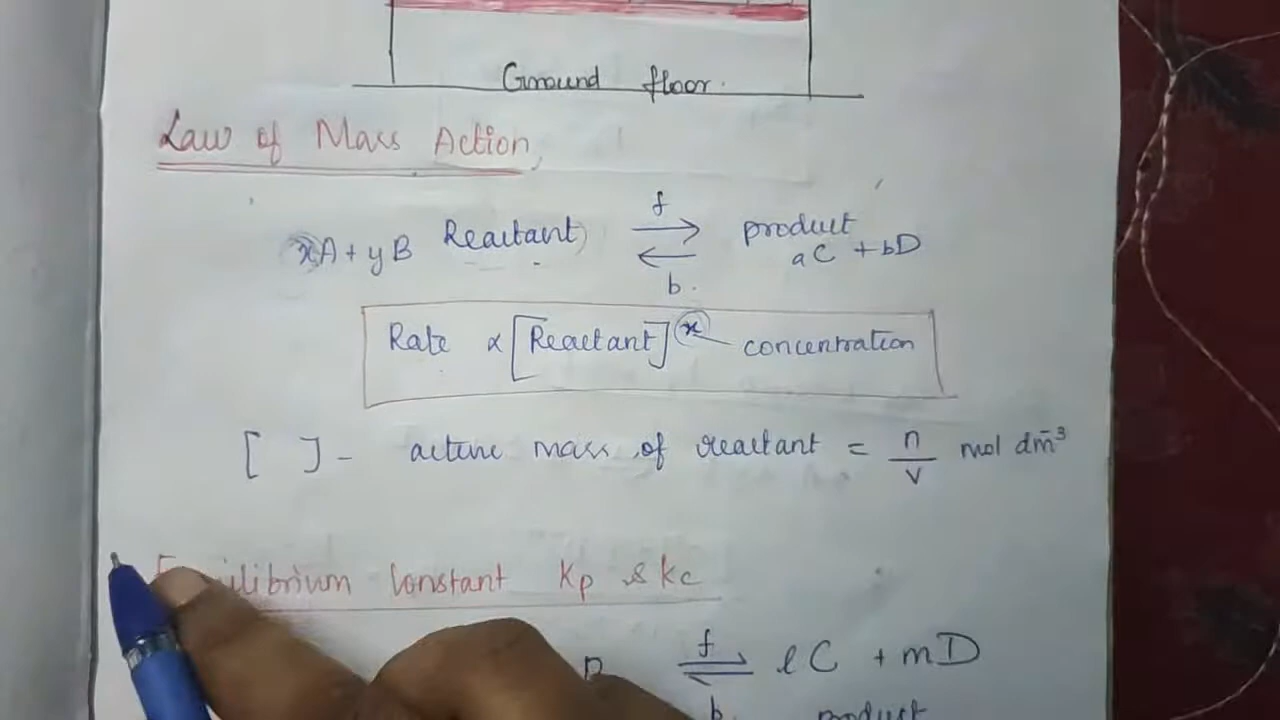 Ground floor.
Law of Mass Action,
f
xA + yB Reactant ⇌ product
aC + bD
b.
Rate ∝ [Reactant]ˣ concentration
[ ] - active mass of reactant = n/v mol dm⁻³
Constant Kp & Kc
f
⇌ lC + mD
b product